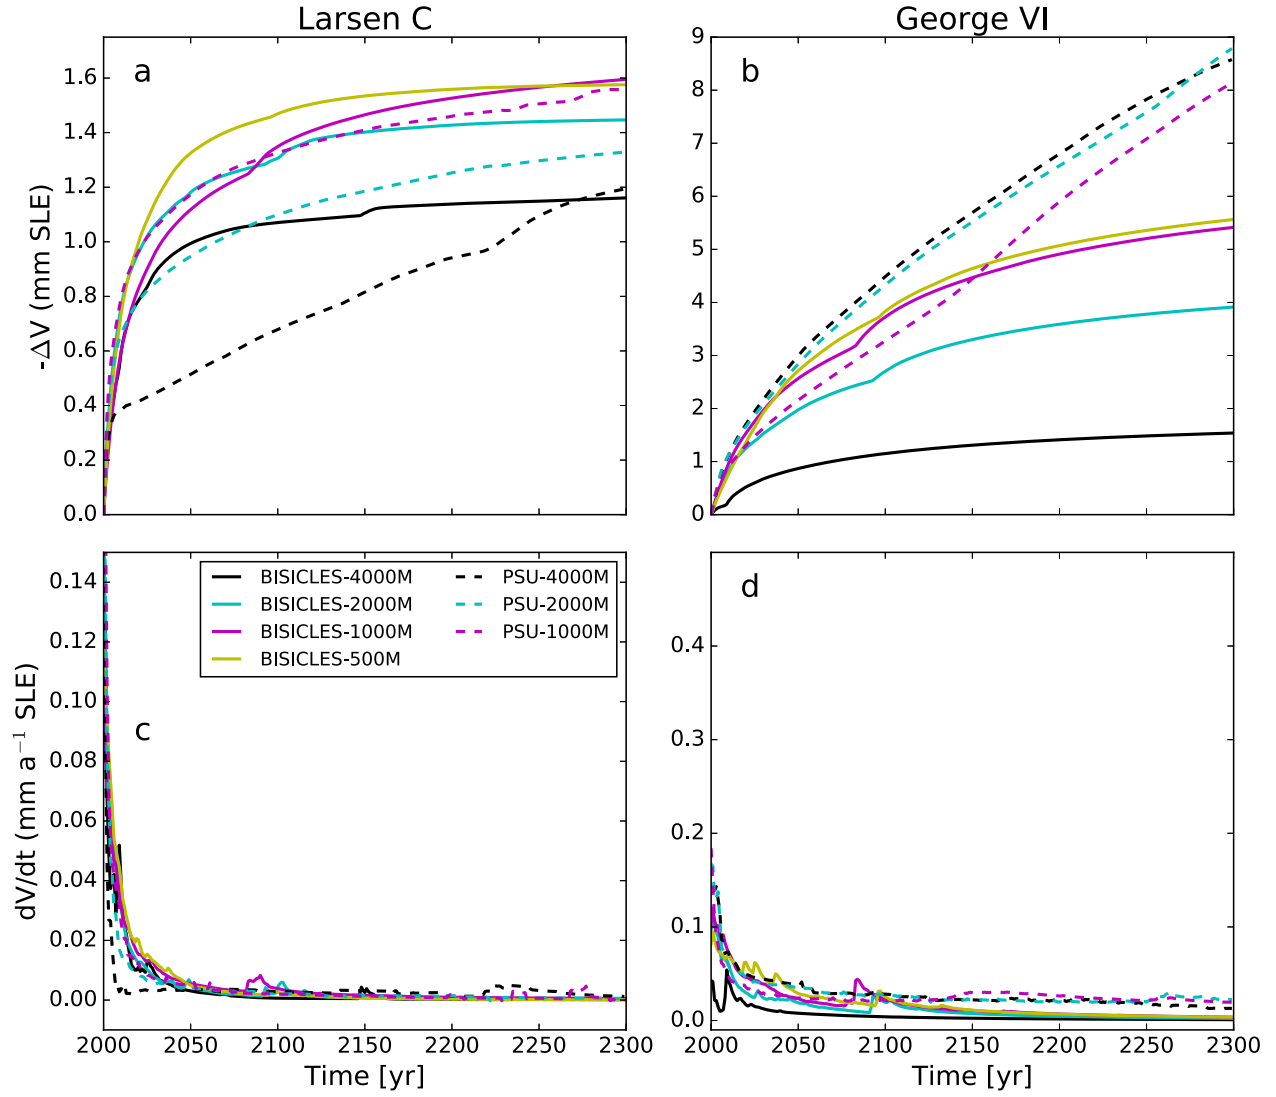 Larsen C
George VI
a
1.6
1.4
1.2
1.0
0.8
0.6
0.4
0.2
0.0
-ΔV (mm SLE)
b
9
8
7
6
5
4
3
2
1
0
c
0.14
0.12
0.10
0.08
0.06
0.04
0.02
0.00
dV/dt (mm a⁻¹ SLE)
BISICLES-4000M
BISICLES-2000M
BISICLES-1000M
BISICLES-500M
PSU-4000M
PSU-2000M
PSU-1000M
2000 2050 2100 2150 2200 2250 2300
Time [yr]
d
0.4
0.3
0.2
0.1
0.0
2000 2050 2100 2150 2200 2250 2300
Time [yr]